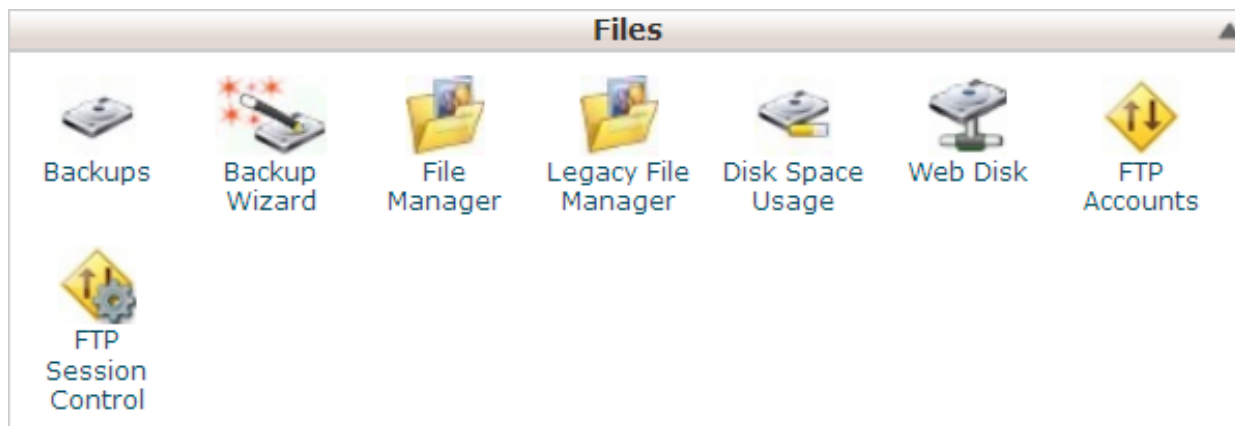 Files
Backups
Backup
Wizard
File
Manager
Legacy File
Manager
Disk Space
Usage
Web Disk
FTP
Accounts
FTP
Session
Control